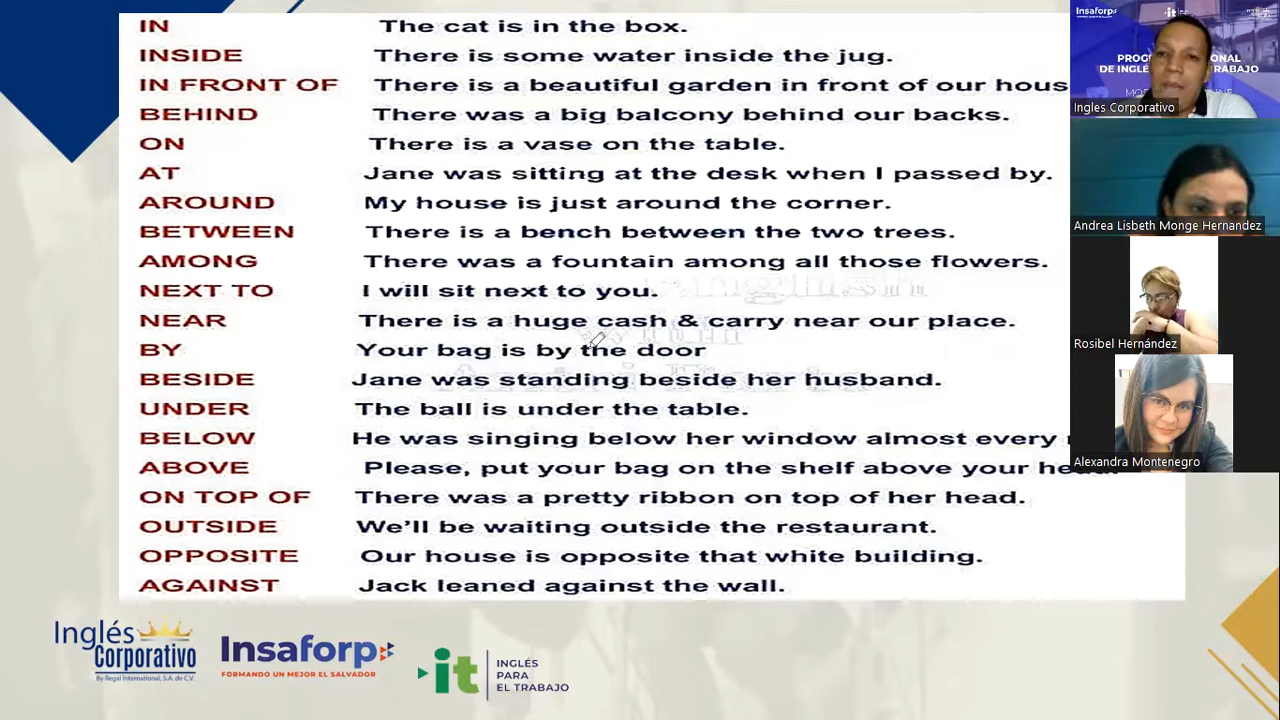 IN The cat is in the box.
INSIDE There is some water inside the jug.
IN FRONT OF There is a beautiful garden in front of our hous
BEHIND There was a big balcony behind our backs.
ON There is a vase on the table.
AT Jane was sitting at the desk when I passed by.
AROUND My house is just around the corner.
BETWEEN There is a bench between the two trees.
AMONG There was a fountain among all those flowers.
NEXT TO I will sit next to you.
NEAR There is a huge cash & carry near our place.
BY Your bag is by the door
BESIDE Jane was standing beside her husband.
UNDER The ball is under the table.
BELOW He was singing below her window almost every
ABOVE Please, put your bag on the shelf above your
ON TOP OF There was a pretty ribbon on top of her head.
OUTSIDE We'll be waiting outside the restaurant.
OPPOSITE Our house is opposite that white building.
AGAINST Jack leaned against the wall.
Inglés
Corporativo
By Regal International, S.A. de C.V.
Insaforp
FORMANDO UN MEJOR EL SALVADOR
it
INGLÉS
PARA
EL TRABAJO
Insaforp
it
DE INGL RABAJO
Ingles Corporativo
Andrea Lisbeth Monge Hernandez
Rosibel Hernández
Alexandra Montenegro